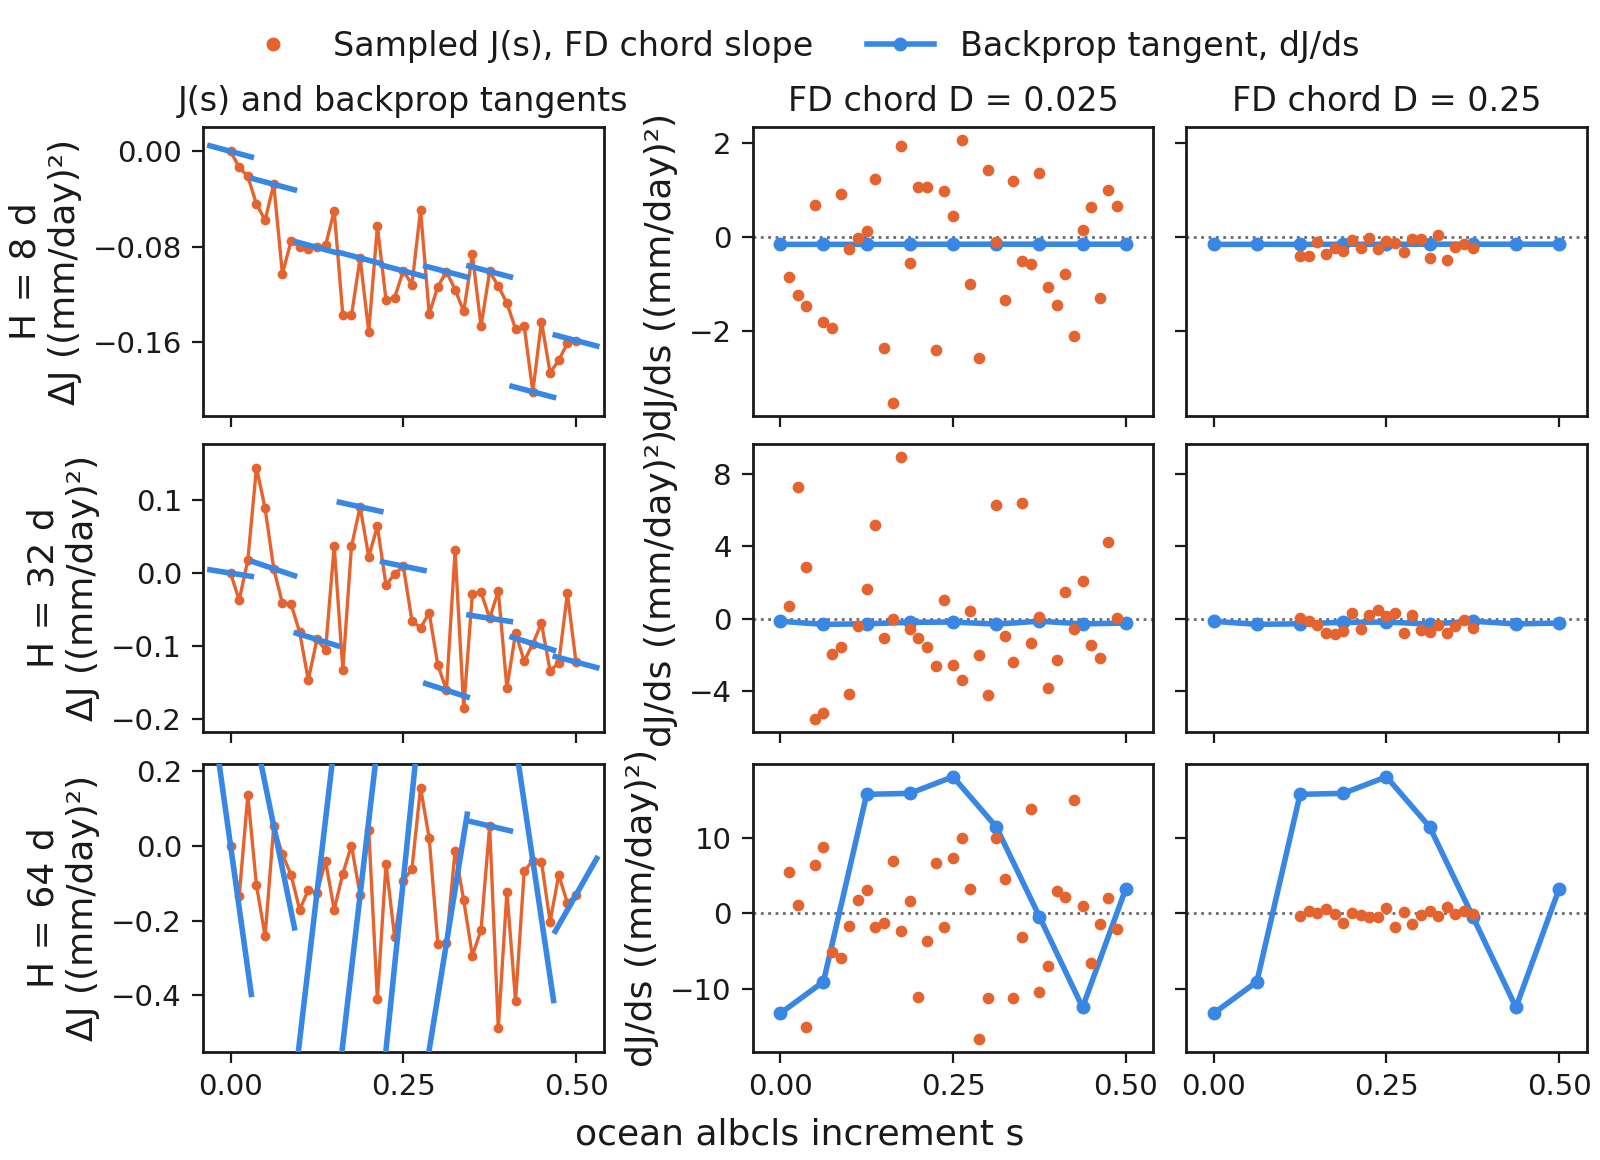 Sampled J(s), FD chord slope
Backprop tangent, dJ/ds
J(s) and backprop tangents
FD chord D = 0.025
FD chord D = 0.25
H = 8 d
ΔJ ((mm/day)²)
0.00
−0.08
−0.16
dJ/ds ((mm/day)²)
2
0
−2
H = 32 d
ΔJ ((mm/day)²)
0.1
0.0
−0.1
−0.2
dJ/ds ((mm/day)²)
8
4
0
−4
H = 64 d
ΔJ ((mm/day)²)
0.2
0.0
−0.2
−0.4
dJ/ds ((mm/day)²)
10
0
−10
0.00 0.25 0.50
0.00 0.25 0.50
0.00 0.25 0.50
ocean albcls increment s